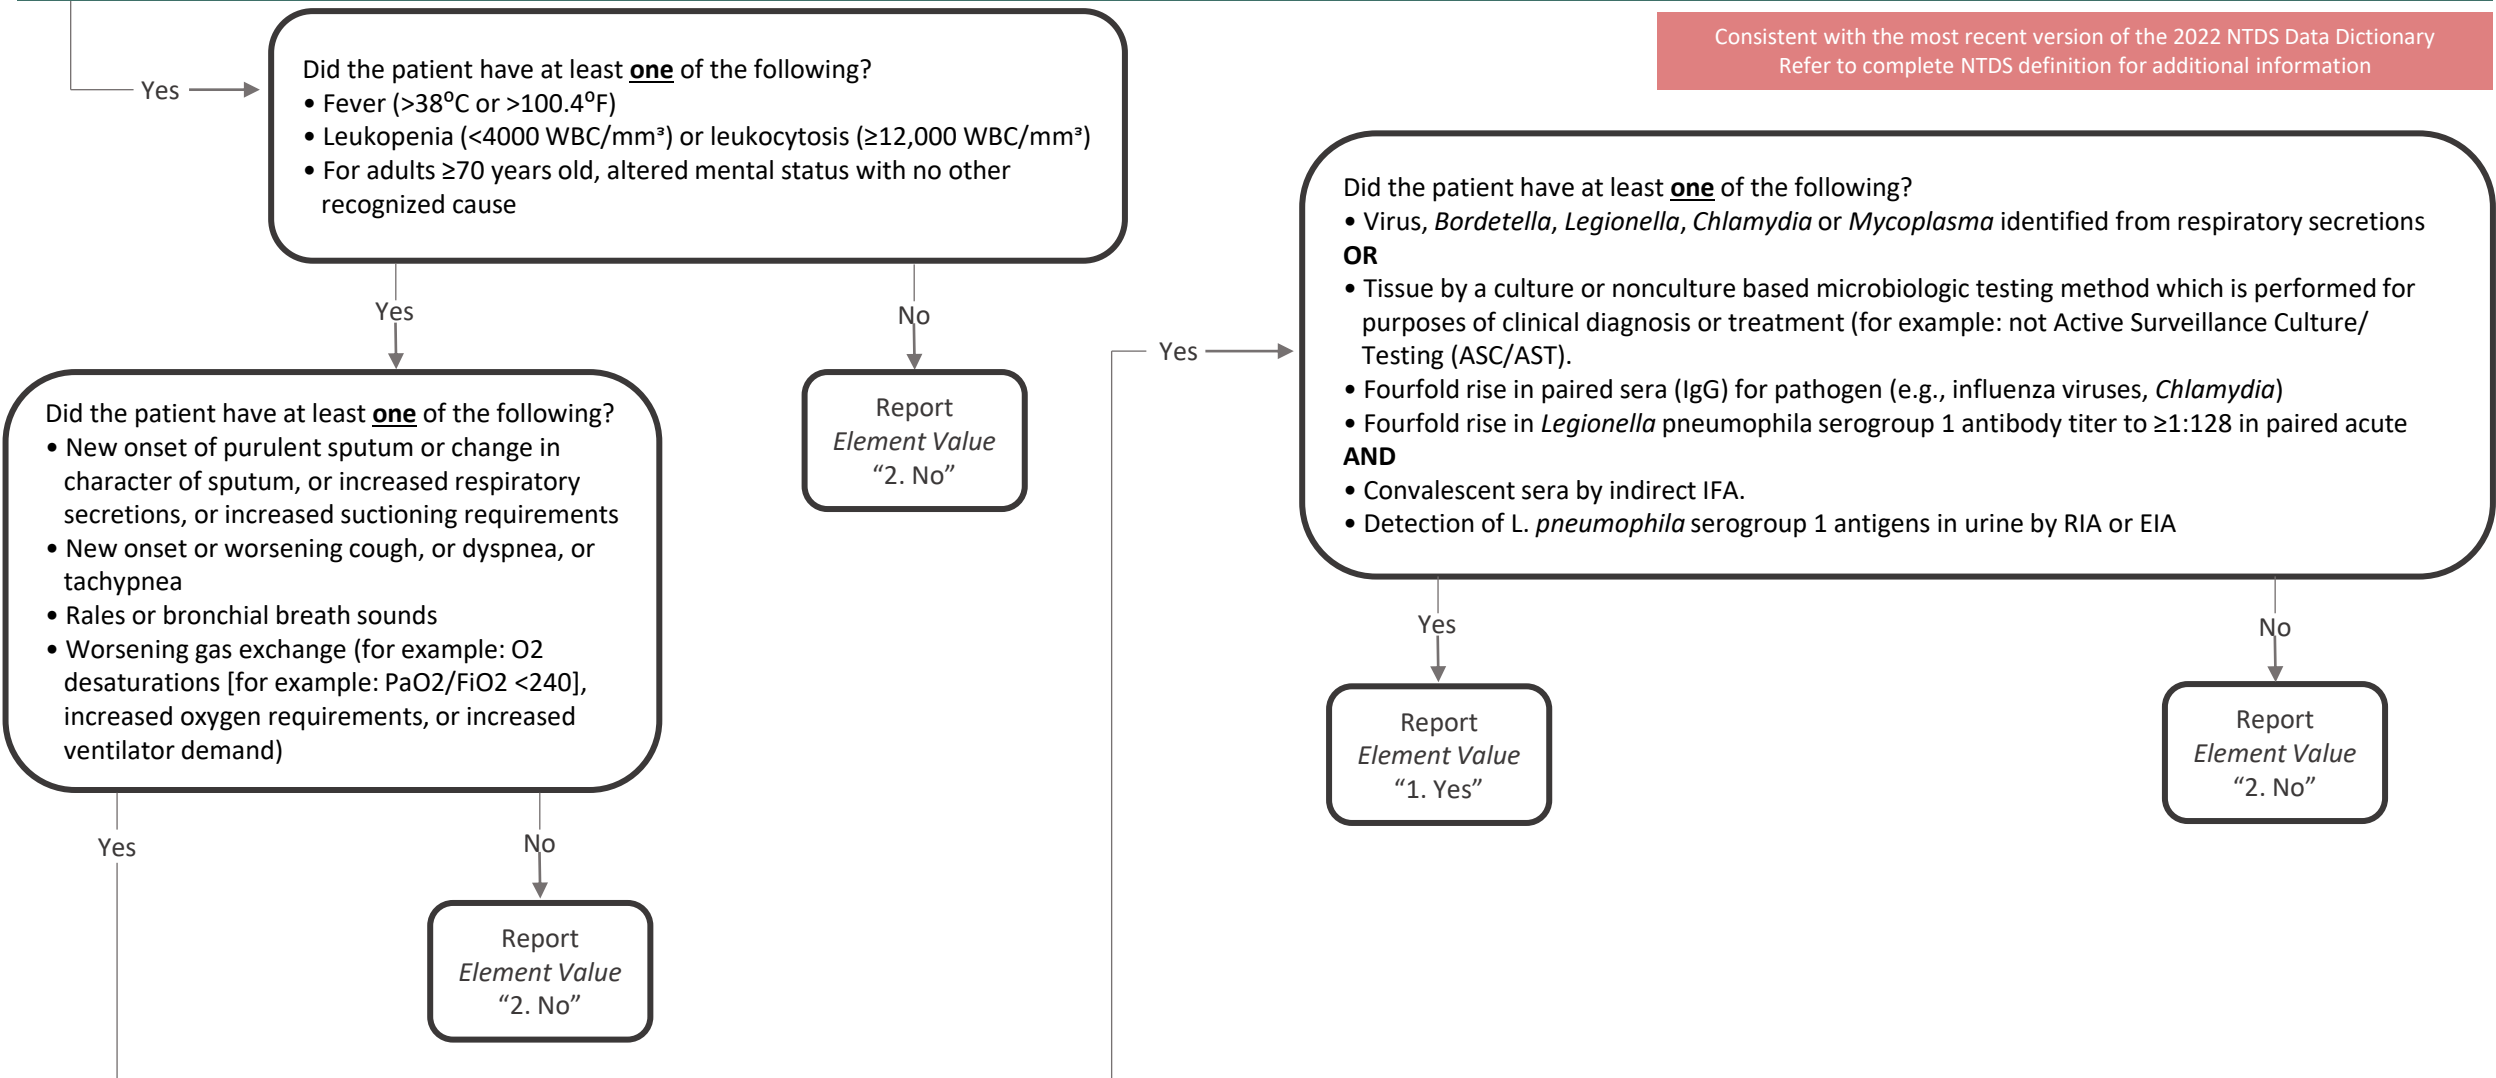 Consistent with the most recent version of the 2022 NTDS Data Dictionary
Refer to complete NTDS definition for additional information
Yes
Did the patient have at least one of the following?
• Fever (>38⁰C or >100.4⁰F)
• Leukopenia (<4000 WBC/mm³) or leukocytosis (≥12,000 WBC/mm³)
• For adults ≥70 years old, altered mental status with no other
recognized cause
Yes
No
Did the patient have at least one of the following?
• New onset of purulent sputum or change in
character of sputum, or increased respiratory
secretions, or increased suctioning requirements
• New onset or worsening cough, or dyspnea, or
tachypnea
• Rales or bronchial breath sounds
• Worsening gas exchange (for example: O2
desaturations [for example: PaO2/FiO2 <240],
increased oxygen requirements, or increased
ventilator demand)
Report
Element Value
“2. No”
Yes
No
Report
Element Value
“2. No”
Yes
Did the patient have at least one of the following?
• Virus, Bordetella, Legionella, Chlamydia or Mycoplasma identified from respiratory secretions
OR
• Tissue by a culture or nonculture based microbiologic testing method which is performed for
purposes of clinical diagnosis or treatment (for example: not Active Surveillance Culture/
Testing (ASC/AST).
• Fourfold rise in paired sera (IgG) for pathogen (e.g., influenza viruses, Chlamydia)
• Fourfold rise in Legionella pneumophila serogroup 1 antibody titer to ≥1:128 in paired acute
AND
• Convalescent sera by indirect IFA.
• Detection of L. pneumophila serogroup 1 antigens in urine by RIA or EIA
Yes
No
Report
Element Value
“1. Yes”
Report
Element Value
“2. No”